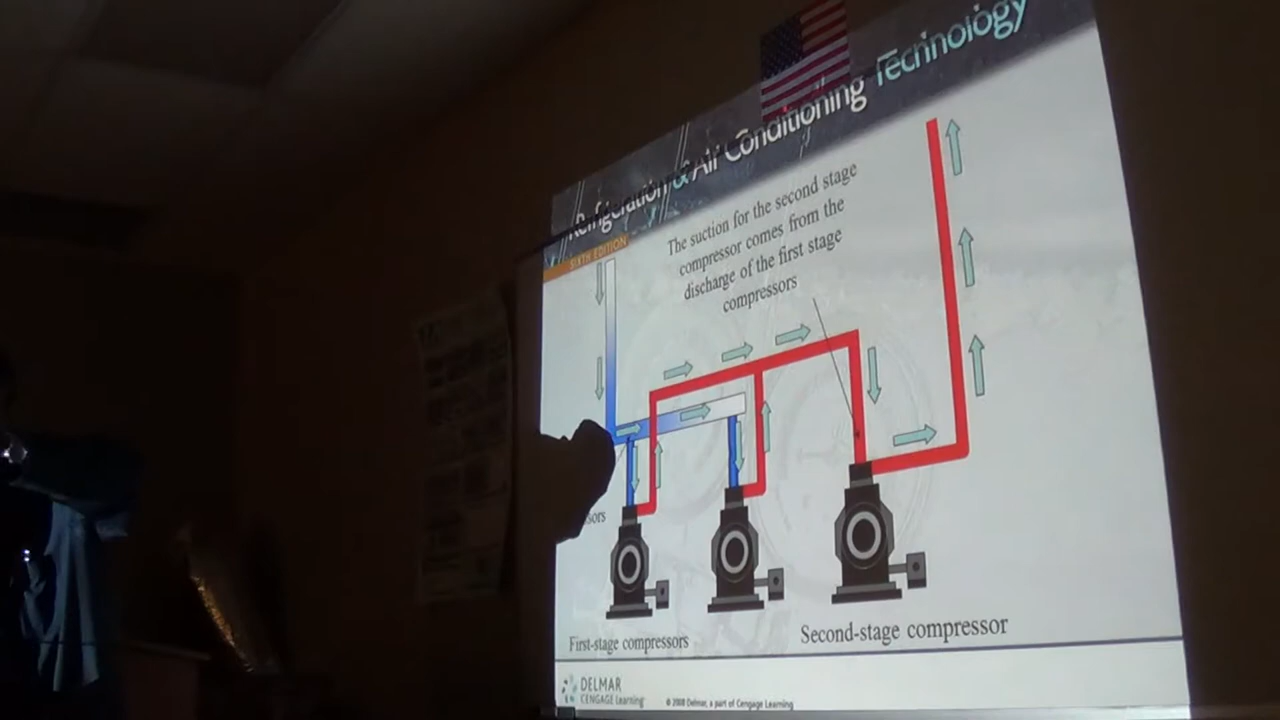 Refrigeration & Air Conditioning Technology
SIXTH EDITION
The suction for the second stage
compressor comes from the
discharge of the first stage
compressors
First-stage compressors
Second-stage compressor
DELMAR
CENGAGE Learning
© 2008 Delmar, a part of Cengage Learning